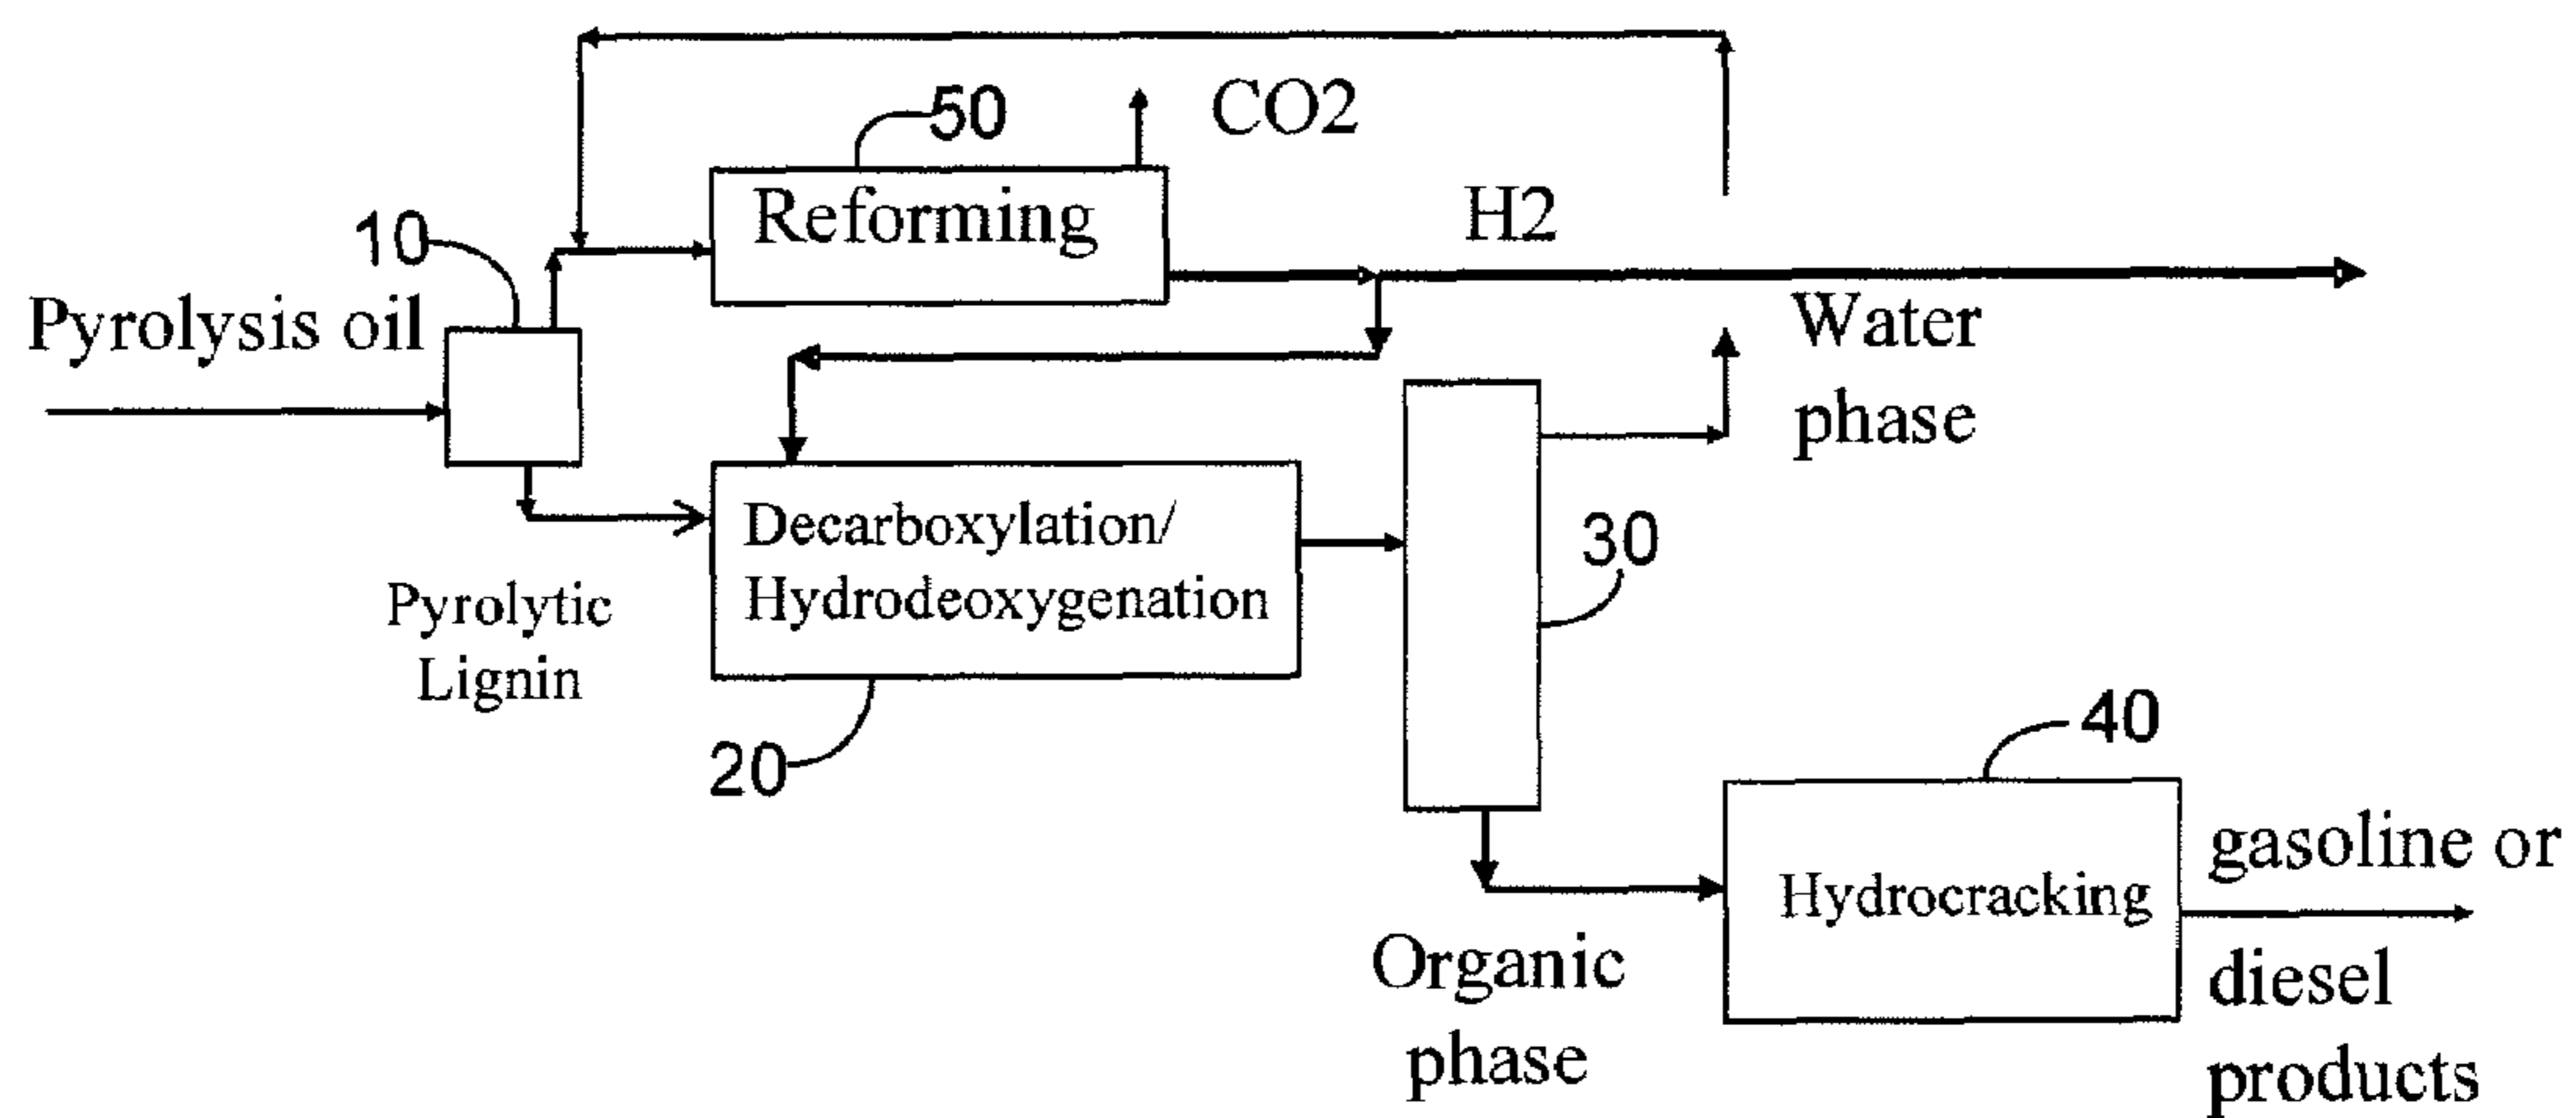 CO2
50
Reforming
H2
10
Pyrolysis oil
Water
phase
Decarboxylation/
Hydrodeoxygenation
30
Pyrolytic
Lignin
20
40
gasoline or
Hydrocracking
Organic
phase
diesel
products